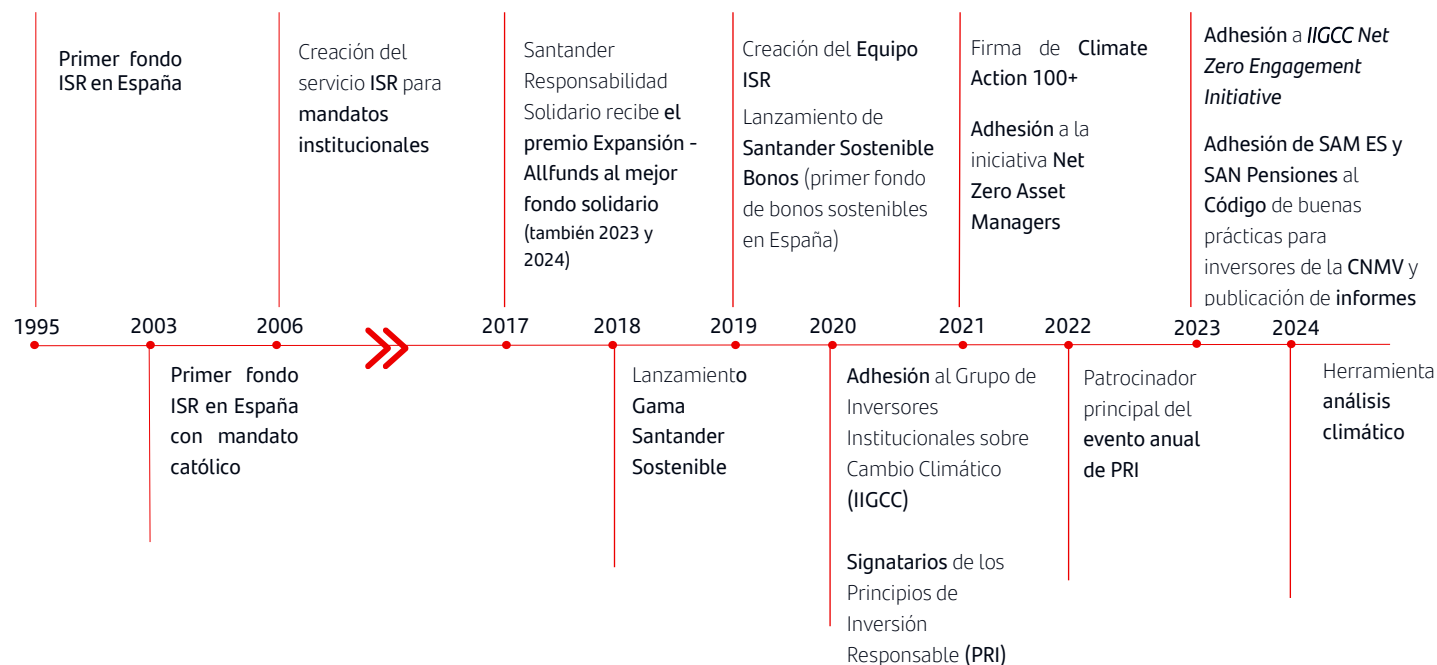 Primer fondo
ISR en España
Creación del
servicio ISR para
mandatos
institucionales
Santander
Responsabilidad
Solidario recibe el
premio Expansión -
Allfunds al mejor
fondo solidario
(también 2023 y
2024)
Creación del Equipo
ISR
Lanzamiento de
Santander Sostenible
Bonos (primer fondo
de bonos sostenibles
en España)
Firma de Climate
Action 100+
Adhesión a la
iniciativa Net
Zero Asset
Managers
Adhesión a IIGCC Net
Zero Engagement
Initiative
Adhesión de SAM ES y
SAN Pensiones al
Código de buenas
prácticas para
inversores de la CNMV y
publicación de informes
1995 2003 2006 2017 2018 2019 2020 2021 2022 2023 2024
Primer fondo
ISR en España
con mandato
católico
Lanzamiento
Gama
Santander
Sostenible
Adhesión al Grupo de
Inversores
Institucionales sobre
Cambio Climático
(IIGCC)
Signatarios de los
Principios de
Inversión
Responsable (PRI)
Patrocinador
principal del
evento anual
de PRI
Herramienta
análisis
climático